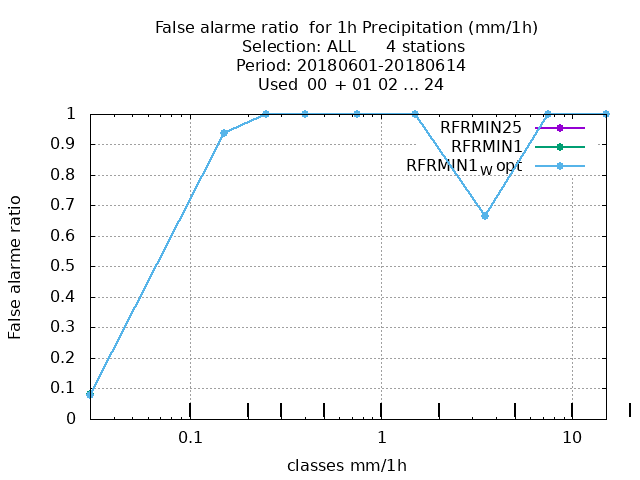 False alarme ratio  for 1h Precipitation (mm/1h)
Selection: ALL      4 stations
Period: 20180601-20180614
Used  00 + 01 02 ... 24
1
0.9
0.8
0.7
0.6
0.5
0.4
0.3
0.2
0.1
0
False alarme ratio
RFRMIN25
RFRMIN1
RFRMIN1W opt
0.1
1
10
classes mm/1h